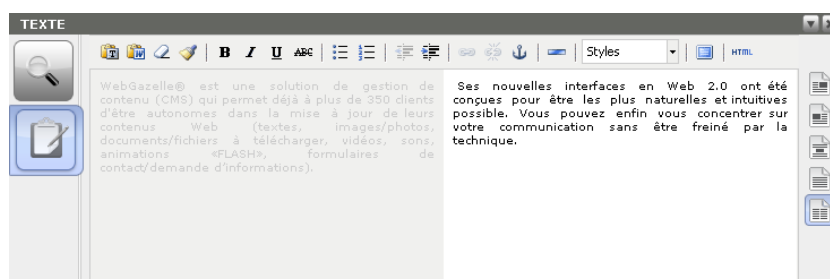 TEXTE
B I U ABC Styles HTML
WebGazelle® est une solution de gestion de
contenu (CMS) qui permet déjà à plus de 350 clients
d'être autonomes dans la mise à jour de leurs
contenus Web (textes, images/photos,
documents/fichiers à télécharger, vidéos, sons,
animations «FLASH», formulaires de
contact/demande d'informations).
Ses nouvelles interfaces en Web 2.0 ont été
conçues pour être les plus naturelles et intuitives
possible. Vous pouvez enfin vous concentrer sur
votre communication sans être freiné par la
technique.